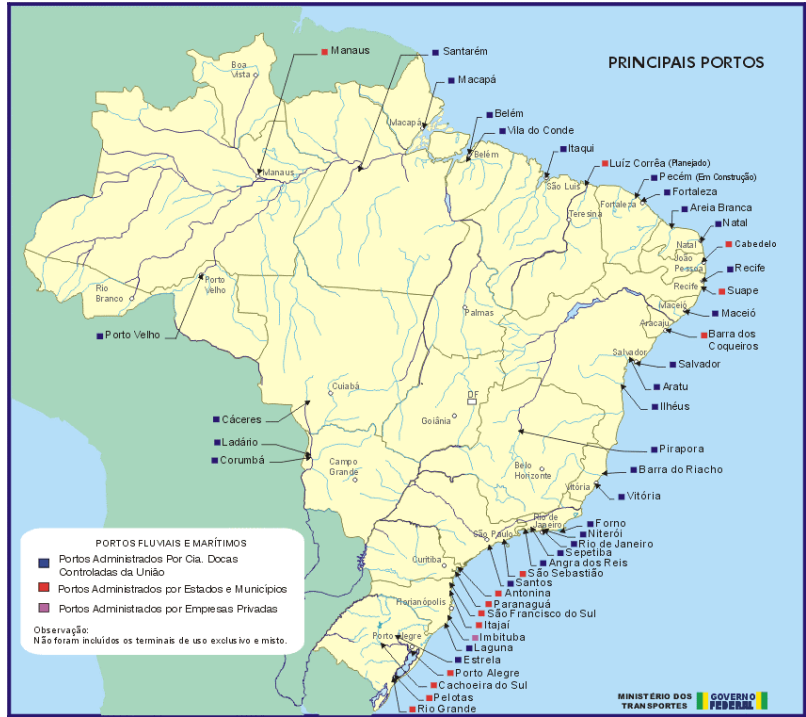 PRINCIPAIS PORTOS
Manaus
Santarém
Macapá
Belém
Vila do Conde
Itaqui
Luíz Corrêa (Planejado)
Pecém (Em Construção)
Fortaleza
Areia Branca
Natal
Cabedelo
Recife
Suape
Maceió
Barra dos
Coqueiros
Salvador
Aratu
Ilhéus
Pirapora
Barra do Riacho
Vitória
Forno
Niterói
Rio de Janeiro
Sepetiba
Angra dos Reis
São Sebastião
Santos
Antonina
Paranaguá
São Francisco do Sul
Itajaí
Imbituba
Laguna
Estrela
Porto Alegre
Cachoeira do Sul
Pelotas
Rio Grande
Porto Velho
Cáceres
Ladário
Corumbá
Boa
Vista
Macapá
Manaus
Belém
São Luís
Teresina
Fortaleza
Natal
João
Pessoa
Recife
Maceió
Aracaju
Salvador
Rio
Branco
Porto
Velho
Palmas
Cuiabá
DF
Goiânia
Campo
Grande
Belo
Horizonte
Vitória
Rio de
Janeiro
São Paulo
Curitiba
Florianópolis
Porto Alegre
PORTOS FLUVIAIS E MARÍTIMOS
Portos Administrados Por Cia. Docas
Controladas da União
Portos Administrados por Estados e Municípios
Portos Administrados por Empresas Privadas
Observação:
Não foram incluídos os terminais de uso exclusivo e misto.
MINISTÉRIO DOS
TRANSPORTES
GOVERNO
FEDERAL